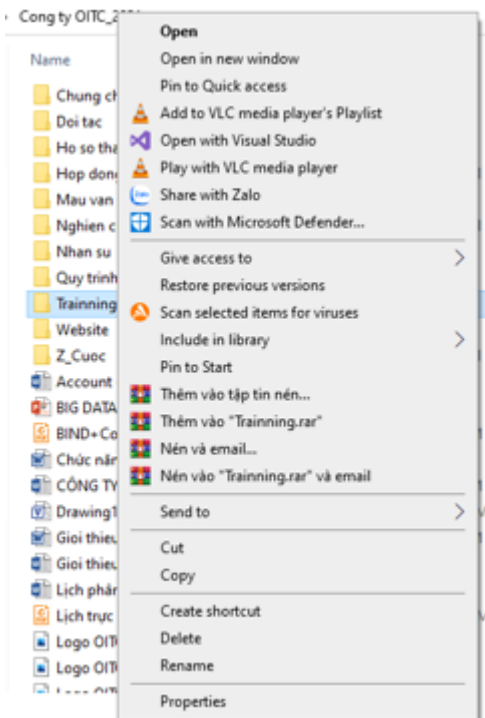 Cong ty OITC_
Name
Chung ch
Doi tac
Ho so tha
Hop don
Mau van
Nghien c
Nhan su
Quy trinh
Trainning
Website
Z_Cuoc
Account
BIG DATA
BIND+Co
Chức năn
CÔNG TY
Drawing1
Gioi thieu
Gioi thieu
Lịch phân
Lịch trực
Logo OIT
Logo OIT
Open
Open in new window
Pin to Quick access
Add to VLC media player's Playlist
Open with Visual Studio
Play with VLC media player
Share with Zalo
Scan with Microsoft Defender...
Give access to
Restore previous versions
Scan selected items for viruses
Include in library
Pin to Start
Thêm vào tập tin nén...
Thêm vào "Trainning.rar"
Nén và email...
Nén vào "Trainning.rar" và email
Send to
Cut
Copy
Create shortcut
Delete
Rename
Properties